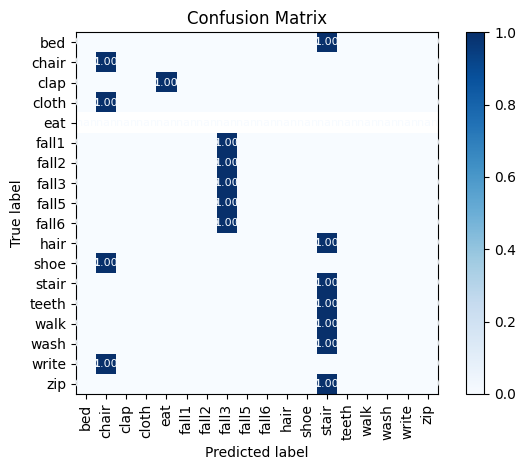 Confusion Matrix
True label
bed 1.00
chair 1.00
clap 1.00
cloth 1.00
eat
fall1 1.00
fall2 1.00
fall3 1.00
fall5 1.00
fall6 1.00
hair 1.00
shoe 1.00
stair 1.00
teeth 1.00
walk 1.00
wash 1.00
write 1.00
zip 1.00
bed chair clap cloth eat fall1 fall2 fall3 fall5 fall6 hair shoe stair teeth walk wash write zip
Predicted label
1.0
0.8
0.6
0.4
0.2
0.0